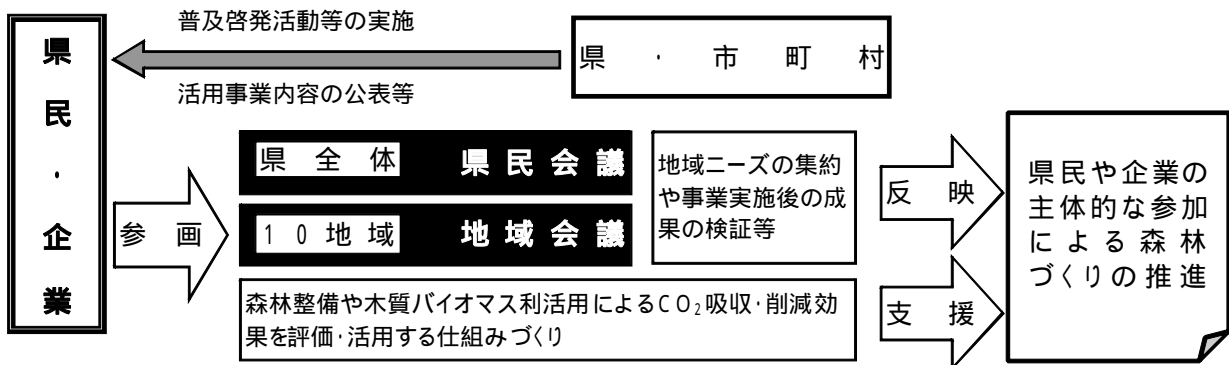 普及啓発活動等の実施
県・市町村
活用事業内容の公表等
県民・企業
参画
県全体 県民会議
10地域 地域会議
地域ニーズの集約
や事業実施後の成
果の検証等
森林整備や木質バイオマス利活用によるCO₂吸収・削減効
果を評価・活用する仕組みづくり
反映
支援
県民や企業の
主体的な参加
による森林
づくりの推進